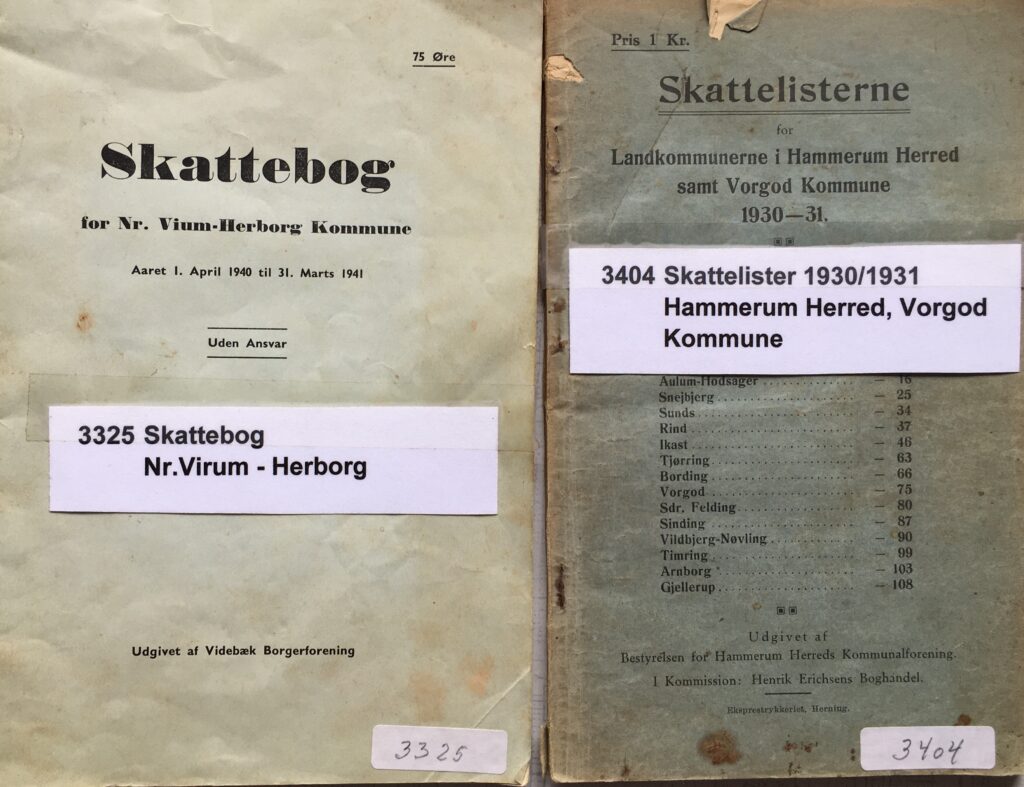 75 Øre
Skattebog
for Nr. Vium-Herborg Kommune
Aaret 1. April 1940 til 31. Marts 1941
Uden Ansvar
3325 Skattebog
Nr.Virum - Herborg
Udgivet af Videbæk Borgerforening
3325
Pris 1 Kr.
Skattelisterne
for
Landkommunerne i Hammerum Herred
samt Vorgod Kommune
1930—31.
3404 Skattelister 1930/1931
Hammerum Herred, Vorgod
Kommune
Aulum-Hodsager — 16
Snejbjerg — 25
Sunds — 34
Rind — 37
Ikast — 46
Tjørring — 63
Bording — 66
Vorgod — 75
Sdr. Felding — 80
Sinding — 87
Vildbjerg-Nøvling — 90
Timring — 99
Arnborg — 103
Gjellerup — 108
Udgivet af
Bestyrelsen for Hammerum Herreds Kommunalforening.
I Kommission: Henrik Erichsens Boghandel.
Eksprestrykkeriet, Herning.
3404